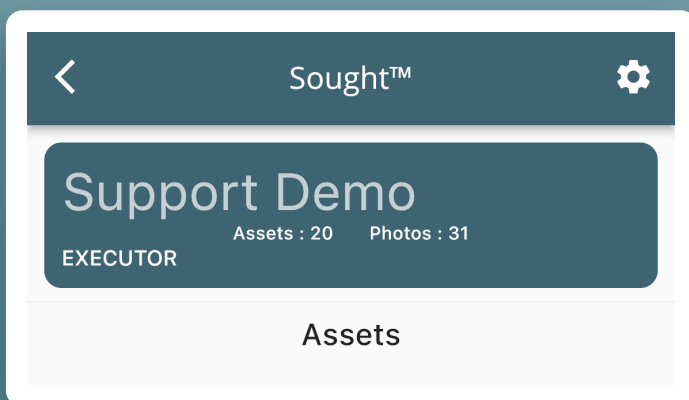 Sought™
Support Demo
Assets : 20 Photos : 31
EXECUTOR
Assets